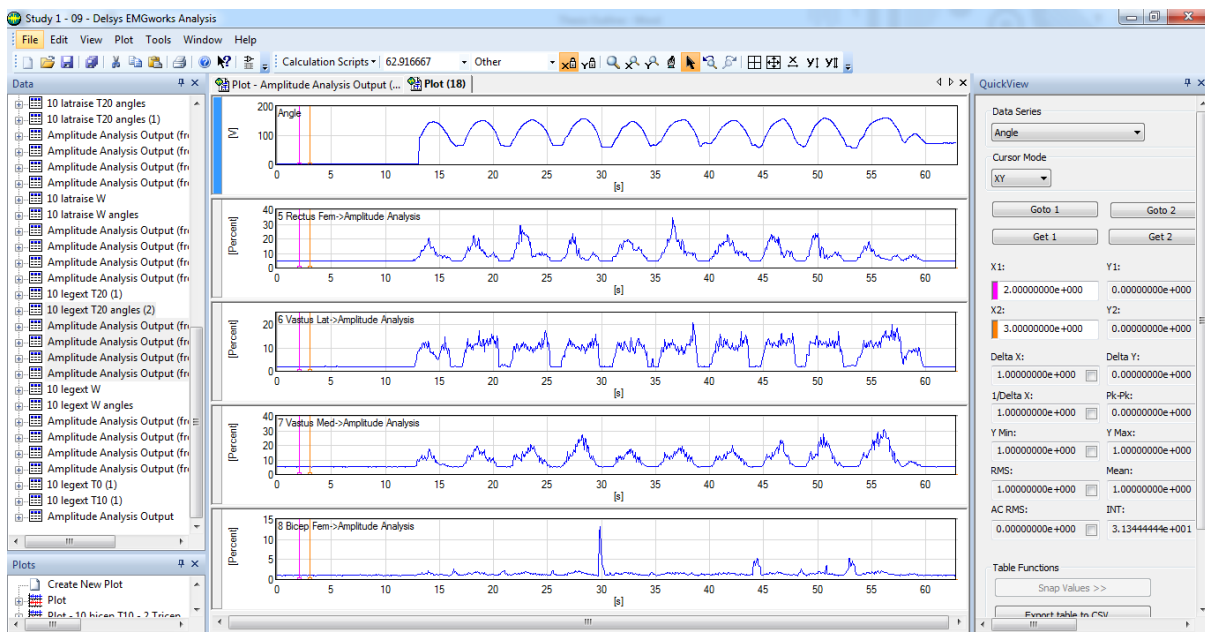 Study 1 - 09 - Delsys EMGworks Analysis
File Edit View Plot Tools Window Help
Calculation Scripts 62.916667 Other
Data
10 latraise T20 angles
10 latraise T20 angles (1)
Amplitude Analysis Output (fr
Amplitude Analysis Output (fr
Amplitude Analysis Output (fr
Amplitude Analysis Output (fr
10 latraise W
10 latraise W angles
Amplitude Analysis Output (fr
Amplitude Analysis Output (fr
Amplitude Analysis Output (fr
Amplitude Analysis Output (fr
10 legext T20 (1)
10 legext T20 angles (2)
Amplitude Analysis Output (fr
Amplitude Analysis Output (fr
Amplitude Analysis Output (fr
Amplitude Analysis Output (fr
10 legext W
10 legext W angles
Amplitude Analysis Output (fr
Amplitude Analysis Output (fr
Amplitude Analysis Output (fr
Amplitude Analysis Output (fr
10 legext T0 (1)
10 legext T10 (1)
Amplitude Analysis Output
Plots
Create New Plot
Plot
Plot - 10 bicep T10 - 2 Tricep
Plot - Amplitude Analysis Output (... Plot (18)
Angle
[V]
200
100
0
0 5 10 15 20 25 30 35 40 45 50 55 60
[s]
5 Rectus Fem->Amplitude Analysis
[Percent]
40
30
20
10
0
0 5 10 15 20 25 30 35 40 45 50 55 60
[s]
6 Vastus Lat->Amplitude Analysis
[Percent]
20
10
0
0 5 10 15 20 25 30 35 40 45 50 55 60
[s]
7 Vastus Med->Amplitude Analysis
[Percent]
40
30
20
10
0
0 5 10 15 20 25 30 35 40 45 50 55 60
[s]
8 Bicep Fem->Amplitude Analysis
[Percent]
15
10
5
0
0 5 10 15 20 25 30 35 40 45 50 55 60
[s]
QuickView
Data Series
Angle
Cursor Mode
XY
Goto 1 Goto 2
Get 1 Get 2
X1: Y1:
2.00000000e+000 0.00000000e+000
X2: Y2:
3.00000000e+000 0.00000000e+000
Delta X: Delta Y:
1.00000000e+000 0.00000000e+000
1/Delta X: Pk-Pk:
1.00000000e+000 0.00000000e+000
Y Min: Y Max:
1.00000000e+000 1.00000000e+000
RMS: Mean:
1.00000000e+000 1.00000000e+000
AC RMS: INT:
0.00000000e+000 3.13444444e+001
Table Functions
Snap Values >>
Export table to CSV